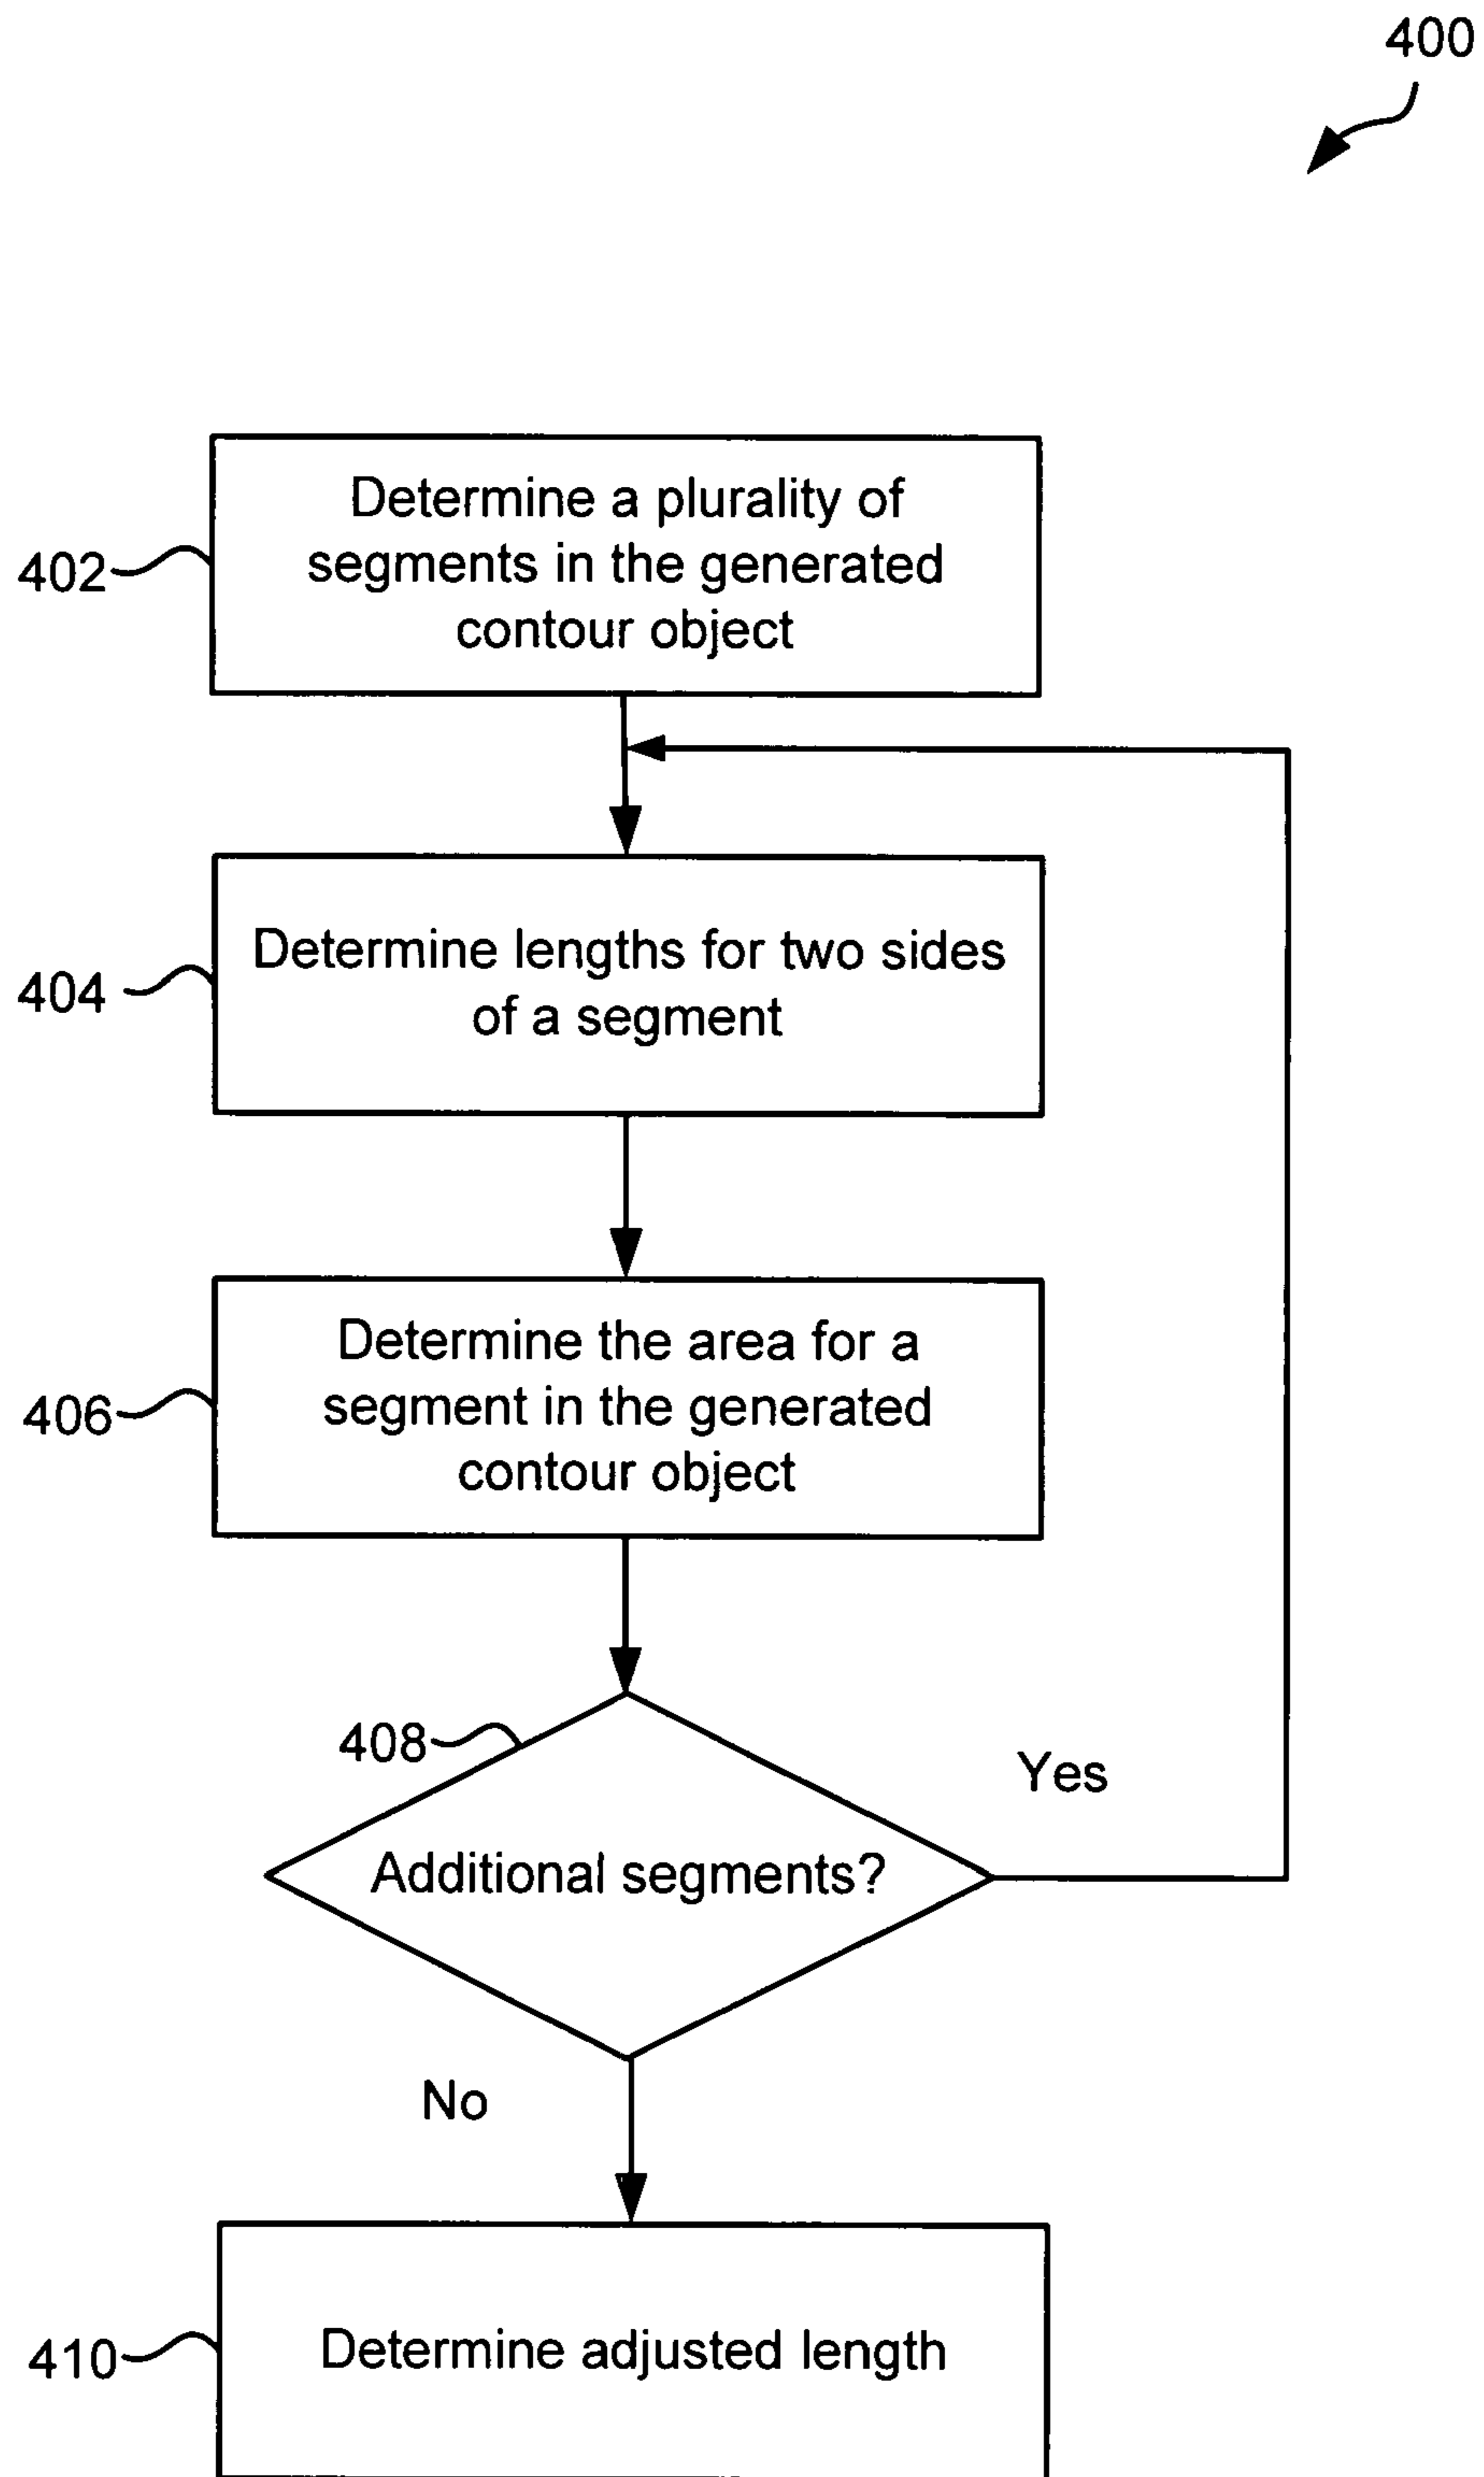 400
Determine a plurality of
segments in the generated
contour object
402
Determine lengths for two sides
of a segment
404
Determine the area for a
segment in the generated
contour object
406
408
Additional segments?
Yes
No
Determine adjusted length
410